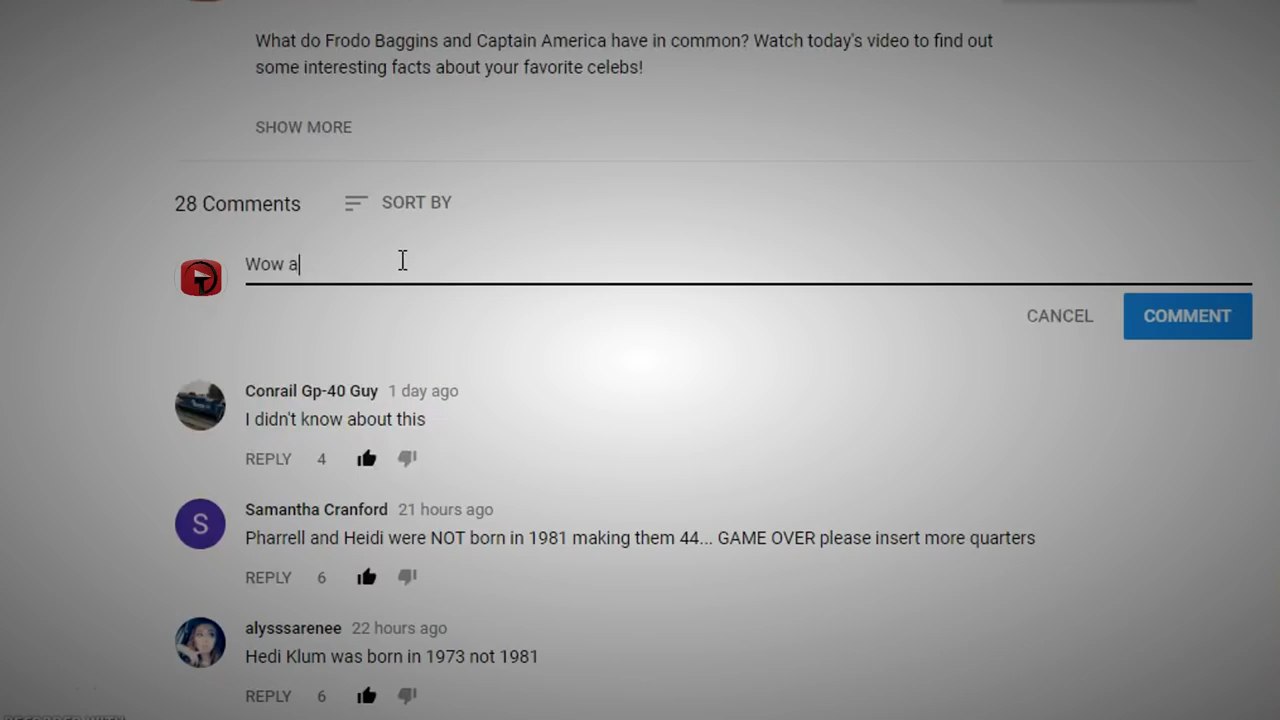 What do Frodo Baggins and Captain America have in common? Watch today's video to find out
some interesting facts about your favorite celebs!
SHOW MORE
28 Comments SORT BY
Wow a
CANCEL COMMENT
Conrail Gp-40 Guy 1 day ago
I didn't know about this
REPLY 4
S
Samantha Cranford 21 hours ago
Pharrell and Heidi were NOT born in 1981 making them 44... GAME OVER please insert more quarters
REPLY 6
alysssarenee 22 hours ago
Hedi Klum was born in 1973 not 1981
REPLY 6